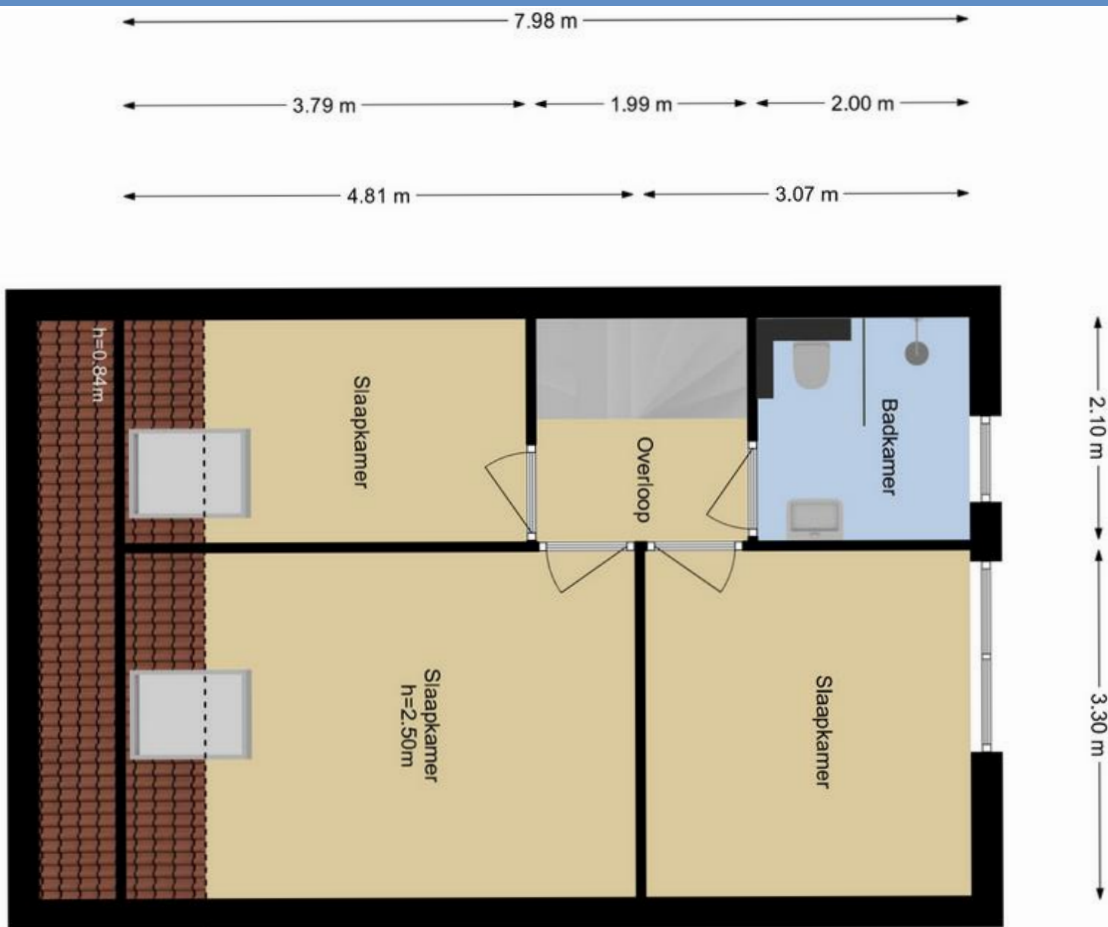 7.98 m
3.79 m
1.99 m
2.00 m
4.81 m
3.07 m
h=0.84m
Slaapkamer
Overloop
Badkamer
2.10 m
Slaapkamer
h=2.50m
Slaapkamer
3.30 m